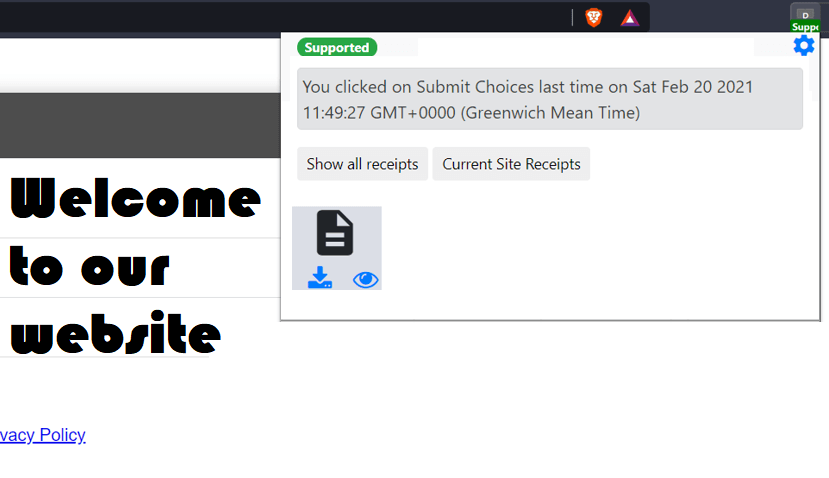 D
Suppo
Supported
You clicked on Submit Choices last time on Sat Feb 20 2021
11:49:27 GMT+0000 (Greenwich Mean Time)
Show all receipts
Current Site Receipts
Welcome
to our
website
vacy Policy